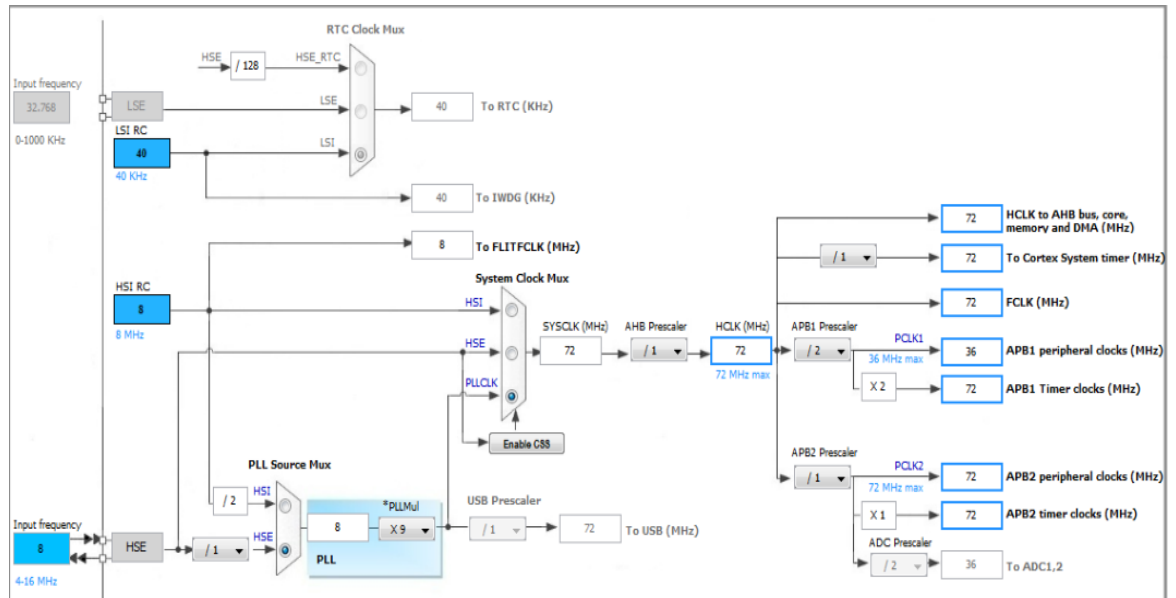 RTC Clock Mux
HSE
/ 128
HSE_RTC
Input frequency
32.768
0-1000 KHz
LSE
LSE
40
To RTC (KHz)
LSI RC
40
40 KHz
LSI
40
To IWDG (KHz)
8
To FLITFCLK (MHz)
HSI RC
8
8 MHz
System Clock Mux
HSI
HSE
PLLCLK
Enable CSS
SYSCLK (MHz)
72
AHB Prescaler
/ 1
HCLK (MHz)
72
72 MHz max
72
HCLK to AHB bus, core,
memory and DMA (MHz)
/ 1
72
To Cortex System timer (MHz)
72
FCLK (MHz)
APB1 Prescaler
/ 2
PCLK1
36 MHz max
36
APB1 peripheral clocks (MHz)
X 2
72
APB1 Timer clocks (MHz)
APB2 Prescaler
/ 1
PCLK2
72 MHz max
72
APB2 peripheral clocks (MHz)
X 1
72
APB2 timer clocks (MHz)
ADC Prescaler
/ 2
36
To ADC1,2
PLL Source Mux
/ 2
HSI
Input frequency
8
4-16 MHz
HSE
/ 1
HSE
8
*PLLMul
X 9
PLL
USB Prescaler
/ 1
72
To USB (MHz)